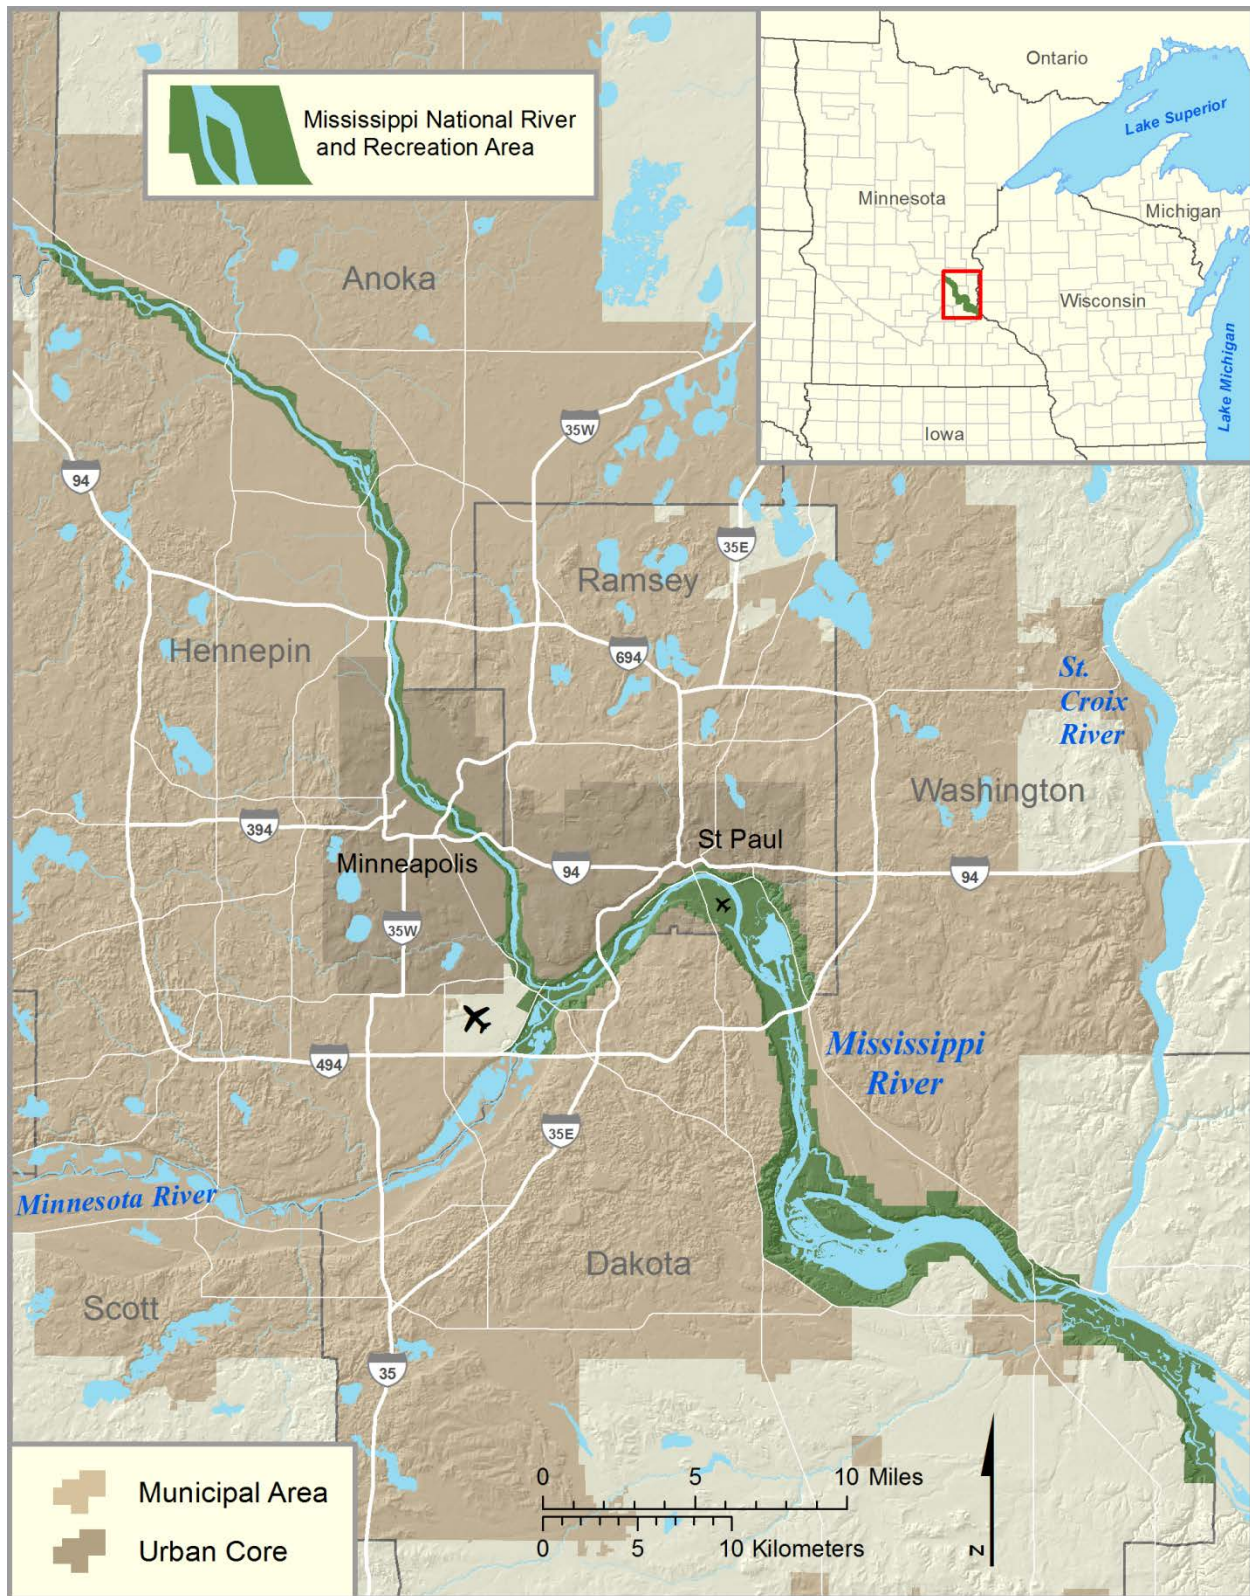 Mississippi National River
and Recreation Area
Ontario
Lake Superior
Minnesota
Michigan
Wisconsin
Lake Michigan
Iowa
Anoka
35W
94
35E
Ramsey
Hennepin
694
St.
Croix
River
Washington
394
St Paul
Minneapolis
94
94
35W
494
Mississippi
River
35E
Minnesota River
Dakota
Scott
35
Municipal Area
Urban Core
0 5 10 Miles
0 5 10 Kilometers
N